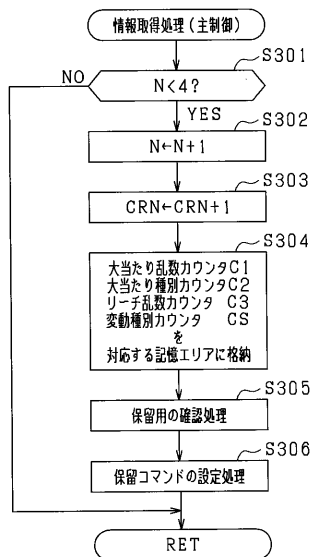 情報取得処理(主制御)
S301
NO
N<4?
YES
S302
N←N+1
S303
CRN←CRN+1
S304
大当たり乱数カウンタC1
大当たり種別カウンタC2
リーチ乱数カウンタ C3
変動種別カウンタ CS
を
対応する記憶エリアに格納
S305
保留用の確認処理
S306
保留コマンドの設定処理
RET